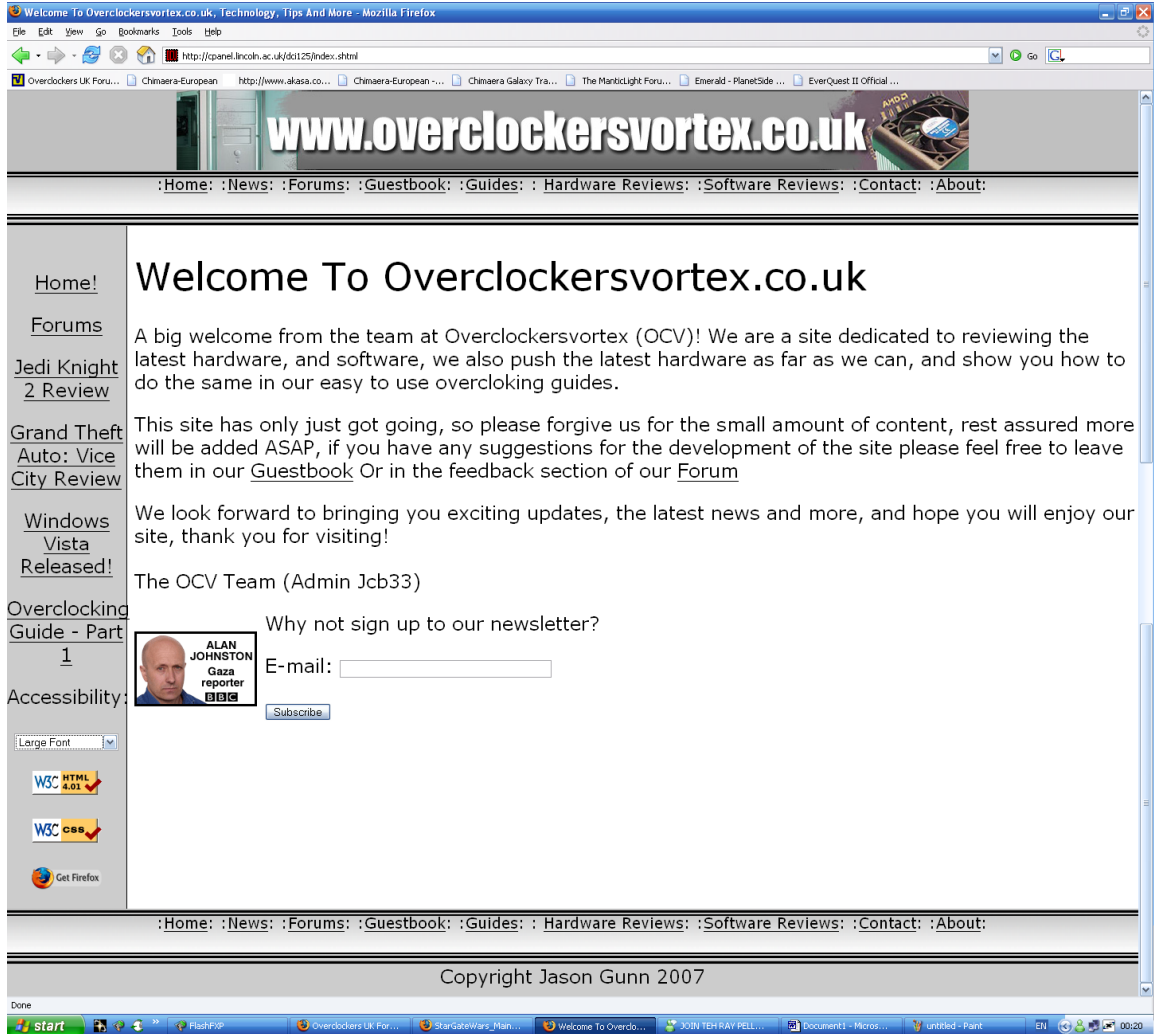 Welcome To Overclockersvortex.co.uk, Technology, Tips And More - Mozilla Firefox
File Edit View Go Bookmarks Tools Help
http://cpanel.lincoln.ac.uk/dci125/index.shtml Go G
Overclockers UK Foru... Chimaera-European http://www.akasa.co... Chimaera-European -... Chimaera Galaxy Tra... The ManticLight Foru... Emerald - PlanetSide ... EverQuest II Official ...
www.overclockersvortex.co.uk
AMD
:Home: :News: :Forums: :Guestbook: :Guides: : Hardware Reviews: :Software Reviews: :Contact: :About:
Home!
Forums
Jedi Knight
2 Review
Grand Theft
Auto: Vice
City Review
Windows
Vista
Released!
Overclocking
Guide - Part
1
Accessibility:
Large Font
W3C HTML 4.01
W3C css
Get Firefox
Welcome To Overclockersvortex.co.uk
A big welcome from the team at Overclockersvortex (OCV)! We are a site dedicated to reviewing the
latest hardware, and software, we also push the latest hardware as far as we can, and show you how to
do the same in our easy to use overcloking guides.
This site has only just got going, so please forgive us for the small amount of content, rest assured more
will be added ASAP, if you have any suggestions for the development of the site please feel free to leave
them in our Guestbook Or in the feedback section of our Forum
We look forward to bringing you exciting updates, the latest news and more, and hope you will enjoy our
site, thank you for visiting!
The OCV Team (Admin Jcb33)
ALAN
JOHNSTON
Gaza
reporter
BBC
Why not sign up to our newsletter?
E-mail:
Subscribe
:Home: :News: :Forums: :Guestbook: :Guides: : Hardware Reviews: :Software Reviews: :Contact: :About:
Copyright Jason Gunn 2007
Done
start » FlashFXP Overclockers UK For... StarGateWars_Main... Welcome To Overclo... JOIN TEH RAY PELL... Document1 - Micros... untitled - Paint EN 00:20